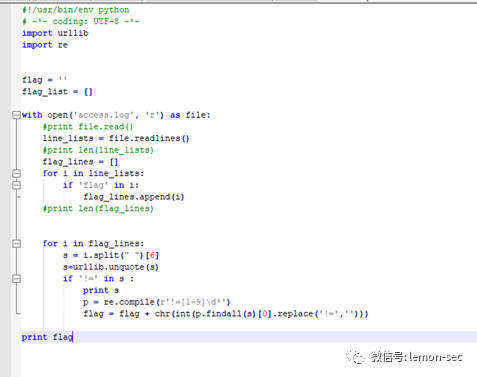 #!/usr/bin/env python
# -*- coding: UTF-8 -*-
import urllib
import re
flag = ''
flag_list = []
with open('access.log', 'r') as file:
    #print file.read()
    line_lists = file.readlines()
    #print len(line_lists)
    flag_lines = []
    for i in line_lists:
        if 'flag' in i:
            flag_lines.append(i)
    #print len(flag_lines)
    for i in flag_lines:
        s = i.split(" ")[6]
        s=urllib.unquote(s)
        if '!=' in s :
            print s
            p = re.compile(r'!=[1-9]\d*')
            flag = flag + chr(int(p.findall(s)[0].replace('!=','')))
print flag
微信号: lemon-sec